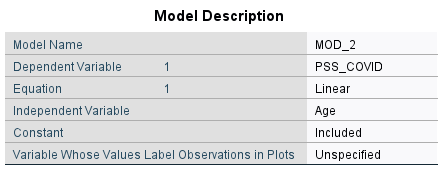 Model Description
Model Name MOD_2
Dependent Variable 1 PSS_COVID
Equation 1 Linear
Independent Variable Age
Constant Included
Variable Whose Values Label Observations in Plots Unspecified